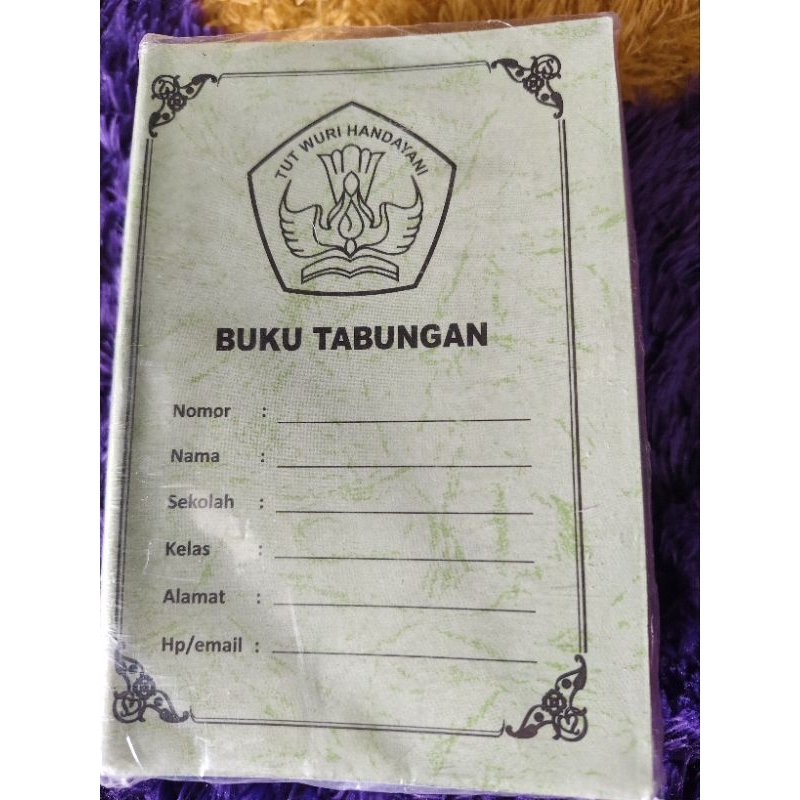 TUT WURI HANDAYANI
BUKU TABUNGAN
Nomor :
Nama :
Sekolah :
Kelas :
Alamat :
Hp/email :